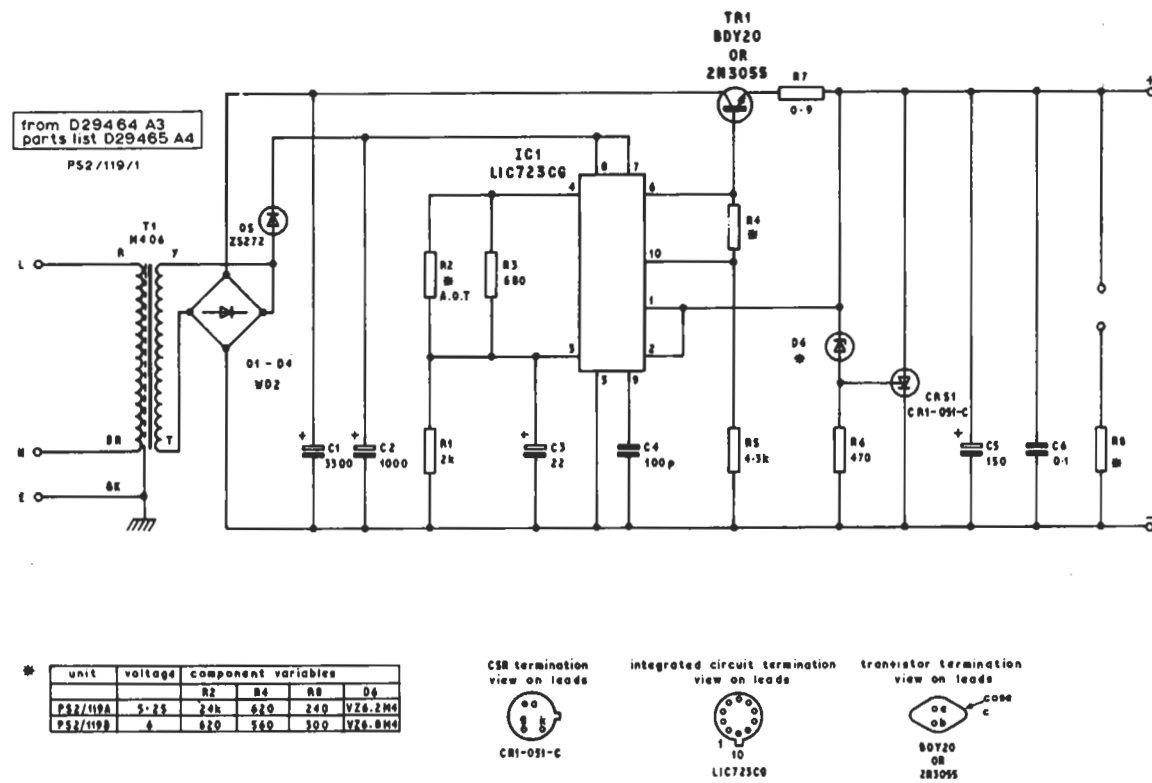 TR1
BDY20
OR
2N3055
R7
0·9
+
from D29464 A3
parts list D29465 A4
PS2/119/1
IC1
LIC723CG
8
7
4
6
D5
ZS272
T1
M406
R
Y
R4
*
L
R2
*
A.O.T
R3
680
10
1
D6
*
5
2
D1 - D4
WD2
CRS1
CR1-051-C
5
9
BR
T
N
+
C1
3500
+
C2
1000
R1
2k
+
C3
22
C4
100p
R5
4·3k
R6
470
+
C5
150
C6
0·1
R8
*
BK
E
−
*
unit voltage component variables
R2 R4 R8 D6
PS2/119A 5·25 24k 620 240 VZ6.2M4
PS2/119B 6 620 560 300 VZ6.8M4
CSR termination
view on leads
CR1-051-C
integrated circuit termination
view on leads
1
10
LIC723CG
transistor termination
view on leads
case
c
e
b
BDY20
OR
2N3055